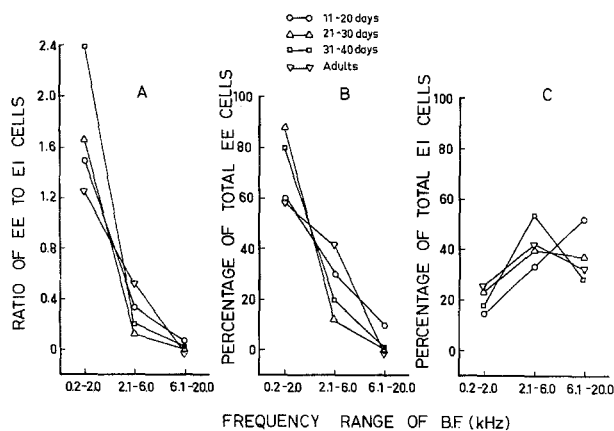 11-20 days
21-30 days
31-40 days
Adults
A
RATIO OF EE TO EI CELLS
2.4
2.0
1.6
1.2
0.8
0.4
0
0.2-2.0 2.1-6.0 6.1-20.0
B
PERCENTAGE OF TOTAL EE CELLS
100
80
60
40
20
0
0.2-2.0 2.1-6.0 6.1-20.0
C
PERCENTAGE OF TOTAL EI CELLS
100
80
60
40
20
0
0.2-2.0 2.1-6.0 6.1-20.0
FREQUENCY RANGE OF B.F. (kHz)